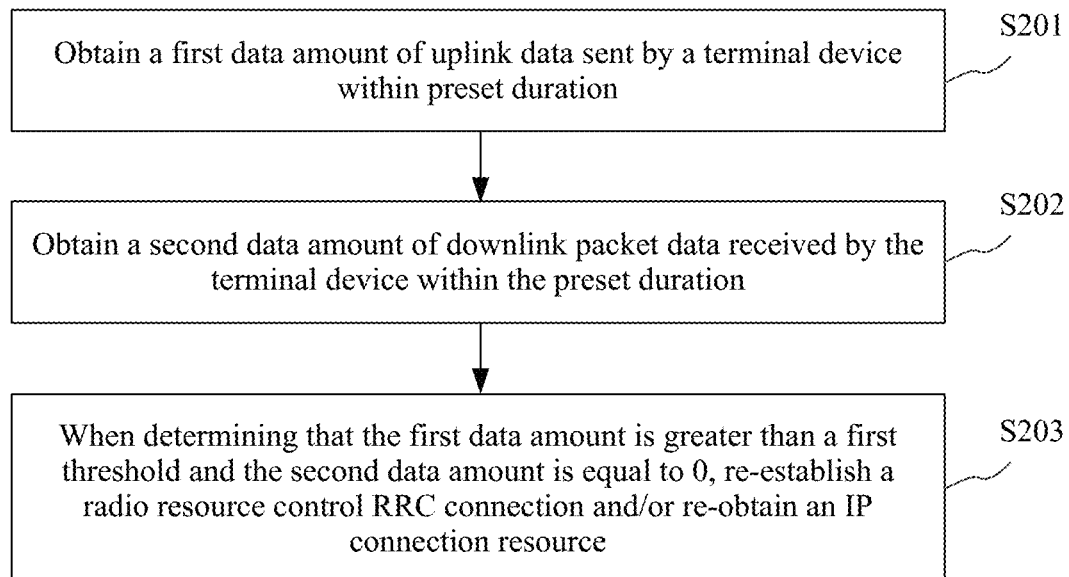 Obtain a first data amount of uplink data sent by a terminal device
within preset duration
S201
Obtain a second data amount of downlink packet data received by the
terminal device within the preset duration
S202
When determining that the first data amount is greater than a first
threshold and the second data amount is equal to 0, re-establish a
radio resource control RRC connection and/or re-obtain an IP
connection resource
S203